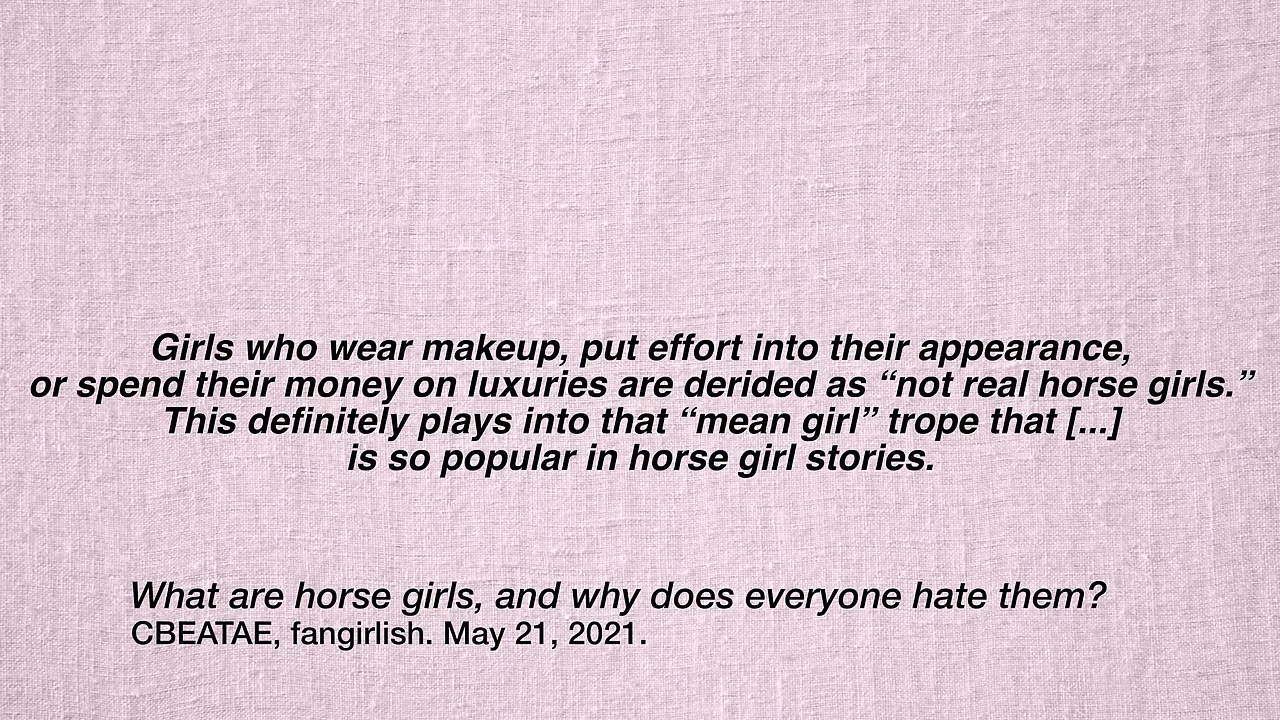 Girls who wear makeup, put effort into their appearance,
or spend their money on luxuries are derided as “not real horse girls.”
This definitely plays into that “mean girl” trope that [...]
is so popular in horse girl stories.
What are horse girls, and why does everyone hate them?
CBEATAE, fangirlish. May 21, 2021.